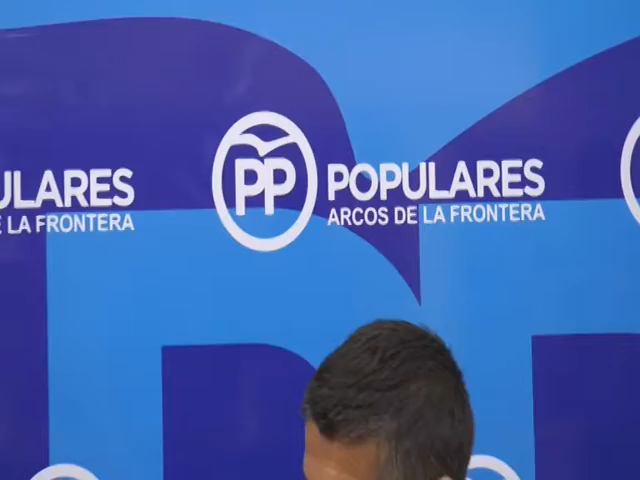 PULARES
LA FRONTERA
PP
POPULARES
ARCOS DE LA FRONTERA